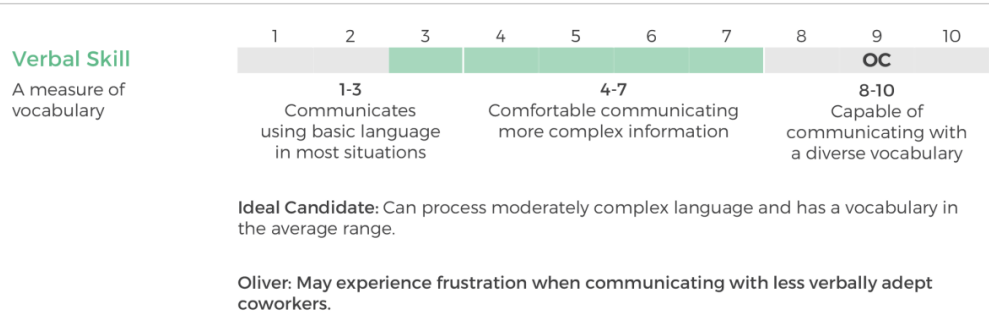 1 2 3 4 5 6 7 8 9 10
Verbal Skill
OC
A measure of
vocabulary
1-3
Communicates
using basic language
in most situations
4-7
Comfortable communicating
more complex information
8-10
Capable of
communicating with
a diverse vocabulary
Ideal Candidate: Can process moderately complex language and has a vocabulary in
the average range.
Oliver: May experience frustration when communicating with less verbally adept
coworkers.